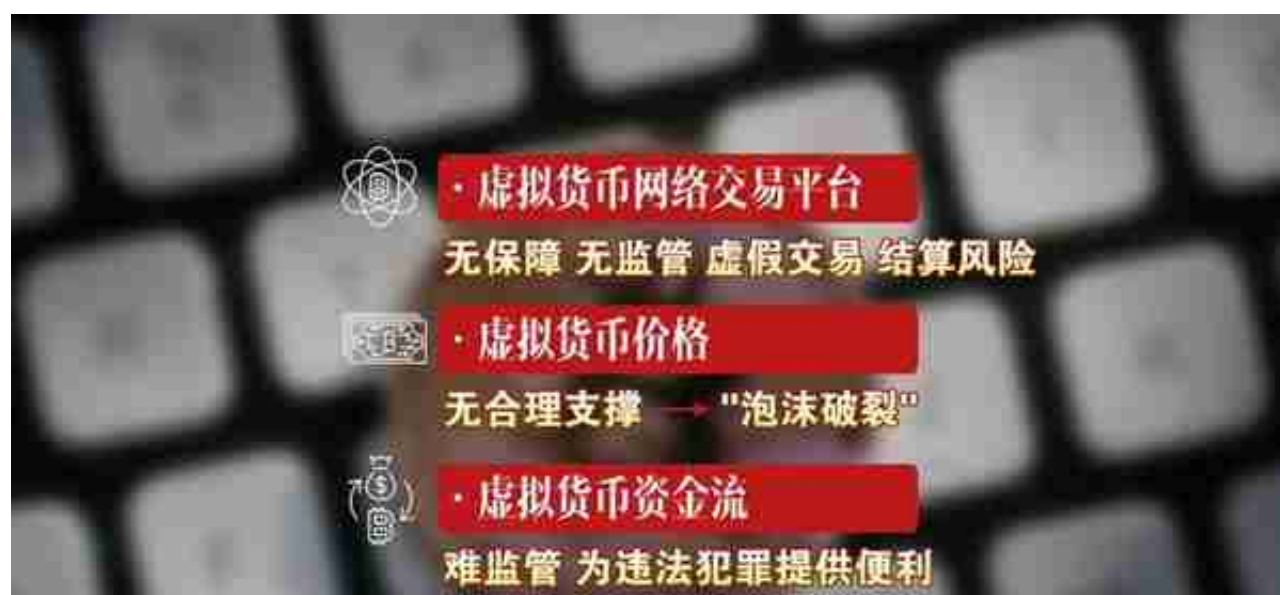 ·虚拟货币网络交易平台
无保障 无监管 虚假交易 结算风险
·虚拟货币价格
无合理支撑 → "泡沫破裂"
·虚拟货币资金流
难监管 为违法犯罪提供便利